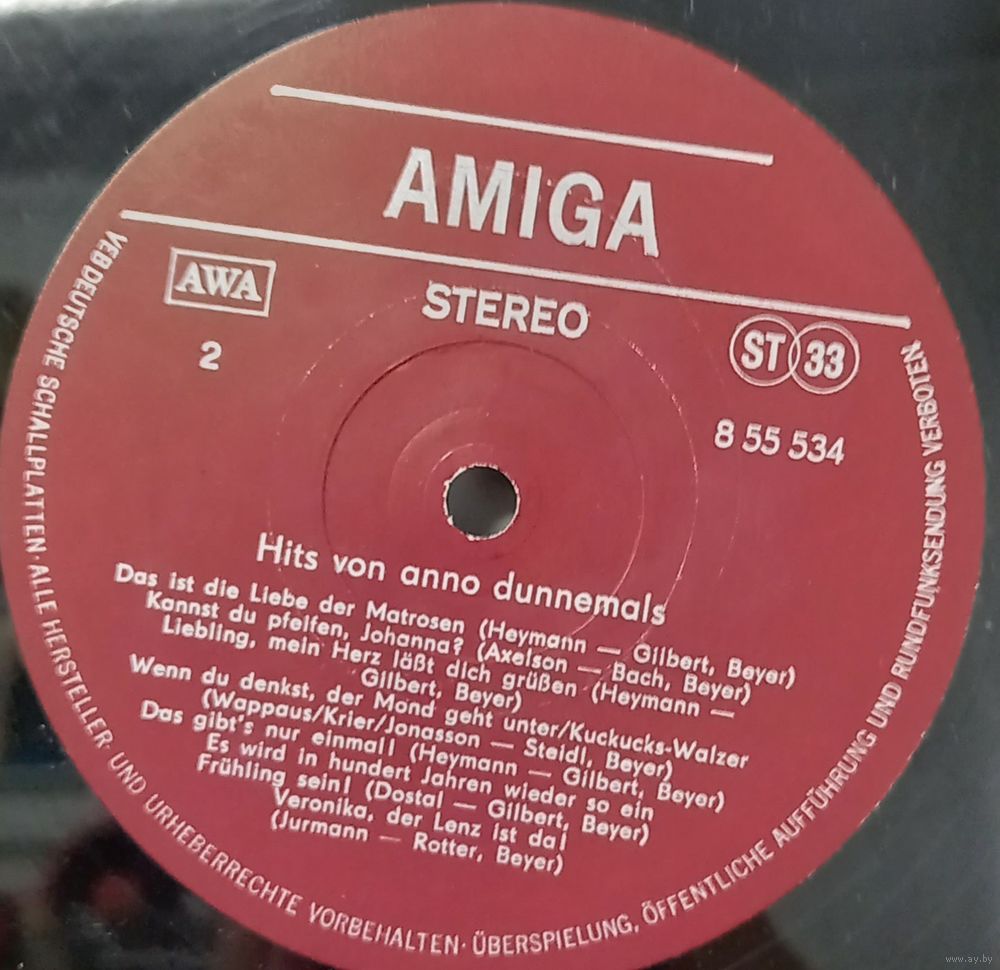 AMIGA
AWA
STEREO
2
ST 33
8 55 534
Hits von anno dunnemals
Das ist die Liebe der Matrosen (Heymann — Gilbert, Beyer)
Kannst du pfeifen, Johanna? (Axelson — Bach, Beyer)
Liebling, mein Herz läßt dich grüßen (Heymann —
Gilbert, Beyer)
Wenn du denkst, der Mond geht unter/Kuckucks-Walzer
(Wappaus/Krier/Jonasson — Steidl, Beyer)
Das gibt's nur einmal! (Heymann — Gilbert, Beyer)
Es wird in hundert Jahren wieder so ein
Frühling sein! (Dostal — Gilbert, Beyer)
Veronika, der Lenz ist da!
(Jurmann — Rotter, Beyer)
VEB DEUTSCHE SCHALLPLATTEN · ALLE HERSTELLER- UND URHEBERRECHTE VORBEHALTEN · ÜBERSPIELUNG, ÖFFENTLICHE AUFFÜHRUNG UND RUNDFUNKSENDUNG VERBOTEN
www.ay.by